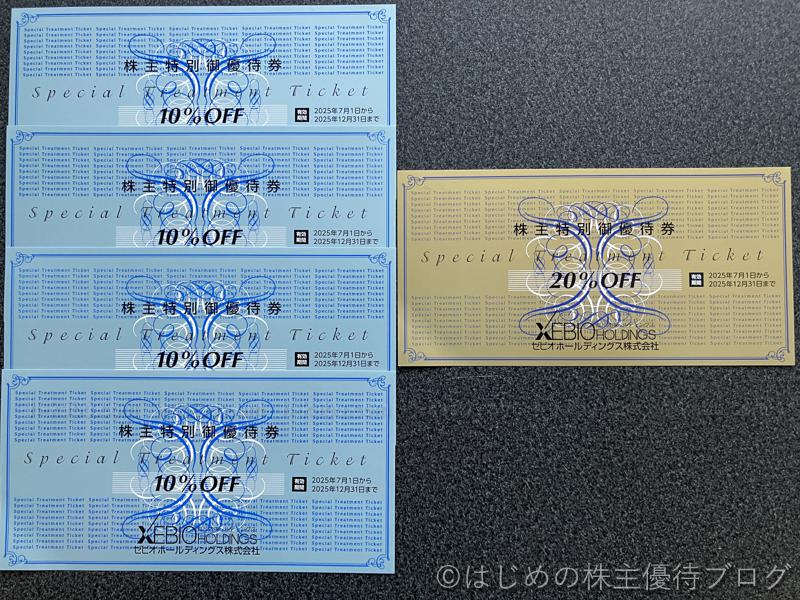 株主特別御優待券
Special Treatment Ticket
10%OFF
有効期間
2025年7月1日から
2025年12月31日まで
株主特別御優待券
Special Treatment Ticket
10%OFF
有効期間
2025年7月1日から
2025年12月31日まで
株主特別御優待券
Special Treatment Ticket
10%OFF
有効期間
2025年7月1日から
2025年12月31日まで
株主特別御優待券
Special Treatment Ticket
10%OFF
有効期間
2025年7月1日から
2025年12月31日まで
XEBIO HOLDINGS
ゼビオホールディングス株式会社
株主特別御優待券
Special Treatment Ticket
20%OFF
有効期間
2025年7月1日から
2025年12月31日まで
XEBIO HOLDINGS
ゼビオホールディングス株式会社
©はじめの株主優待ブログ